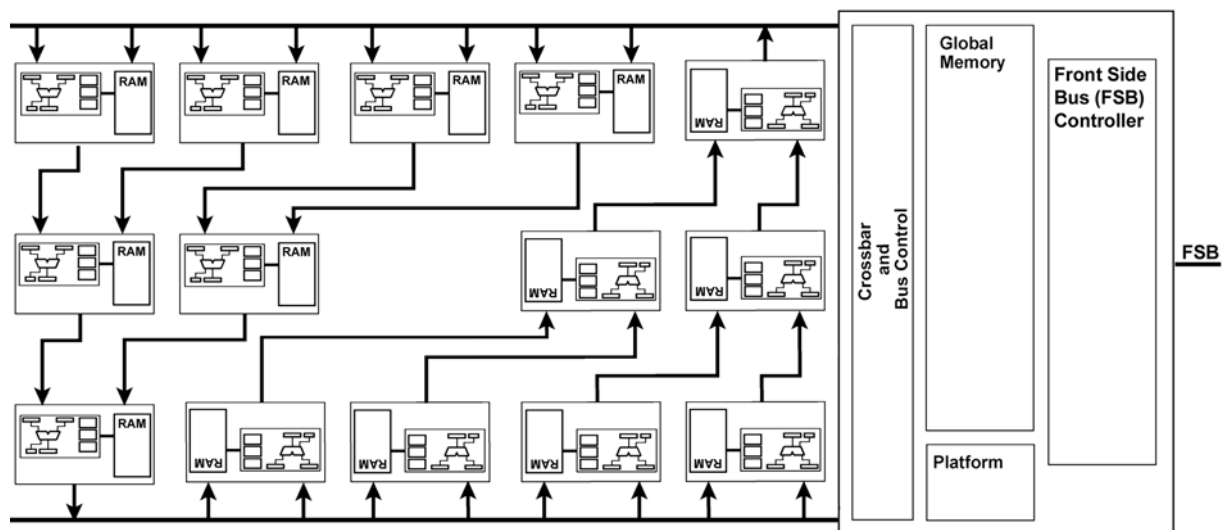 RAM
RAM
RAM
RAM
RAM
Global
Memory
Front Side
Bus (FSB)
Controller
RAM
RAM
RAM
RAM
Crossbar
and
Bus Control
FSB
RAM
RAM
RAM
RAM
RAM
Platform